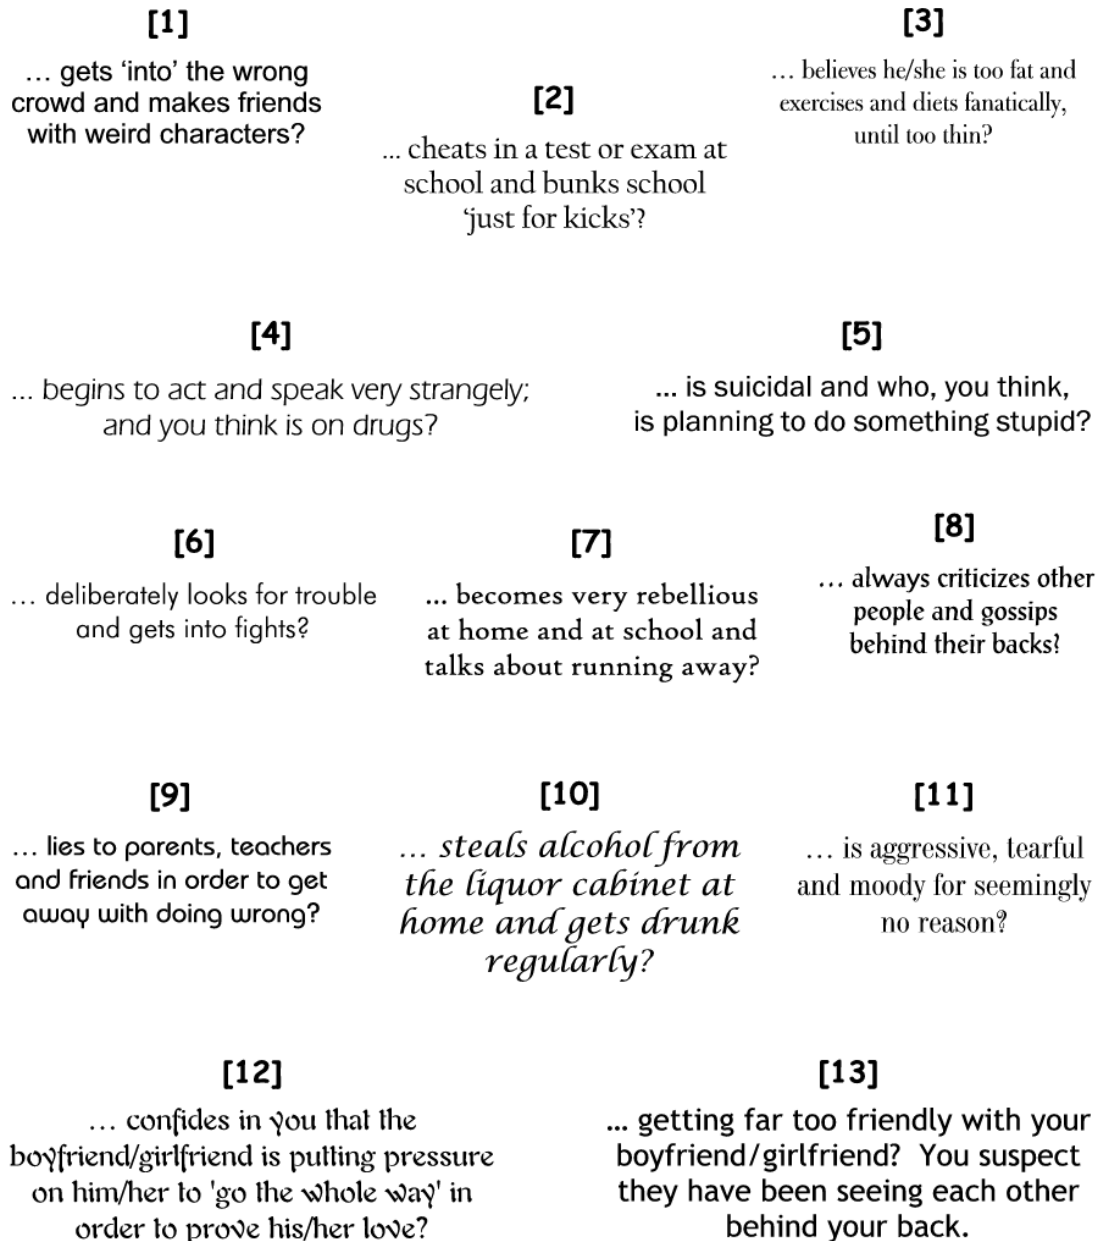 [1]
... gets ‘into’ the wrong
crowd and makes friends
with weird characters?
[2]
... cheats in a test or exam at
school and bunks school
‘just for kicks’?
[3]
... believes he/she is too fat and
exercises and diets fanatically,
until too thin?
[4]
... begins to act and speak very strangely;
and you think is on drugs?
[5]
... is suicidal and who, you think,
is planning to do something stupid?
[6]
... deliberately looks for trouble
and gets into fights?
[7]
... becomes very rebellious
at home and at school and
talks about running away?
[8]
... always criticizes other
people and gossips
behind their backs?
[9]
... lies to parents, teachers
and friends in order to get
away with doing wrong?
[10]
... steals alcohol from
the liquor cabinet at
home and gets drunk
regularly?
[11]
... is aggressive, tearful
and moody for seemingly
no reason?
[12]
... confides in you that the
boyfriend/girlfriend is putting pressure
on him/her to 'go the whole way' in
order to prove his/her love?
[13]
... getting far too friendly with your
boyfriend/girlfriend? You suspect
they have been seeing each other
behind your back.